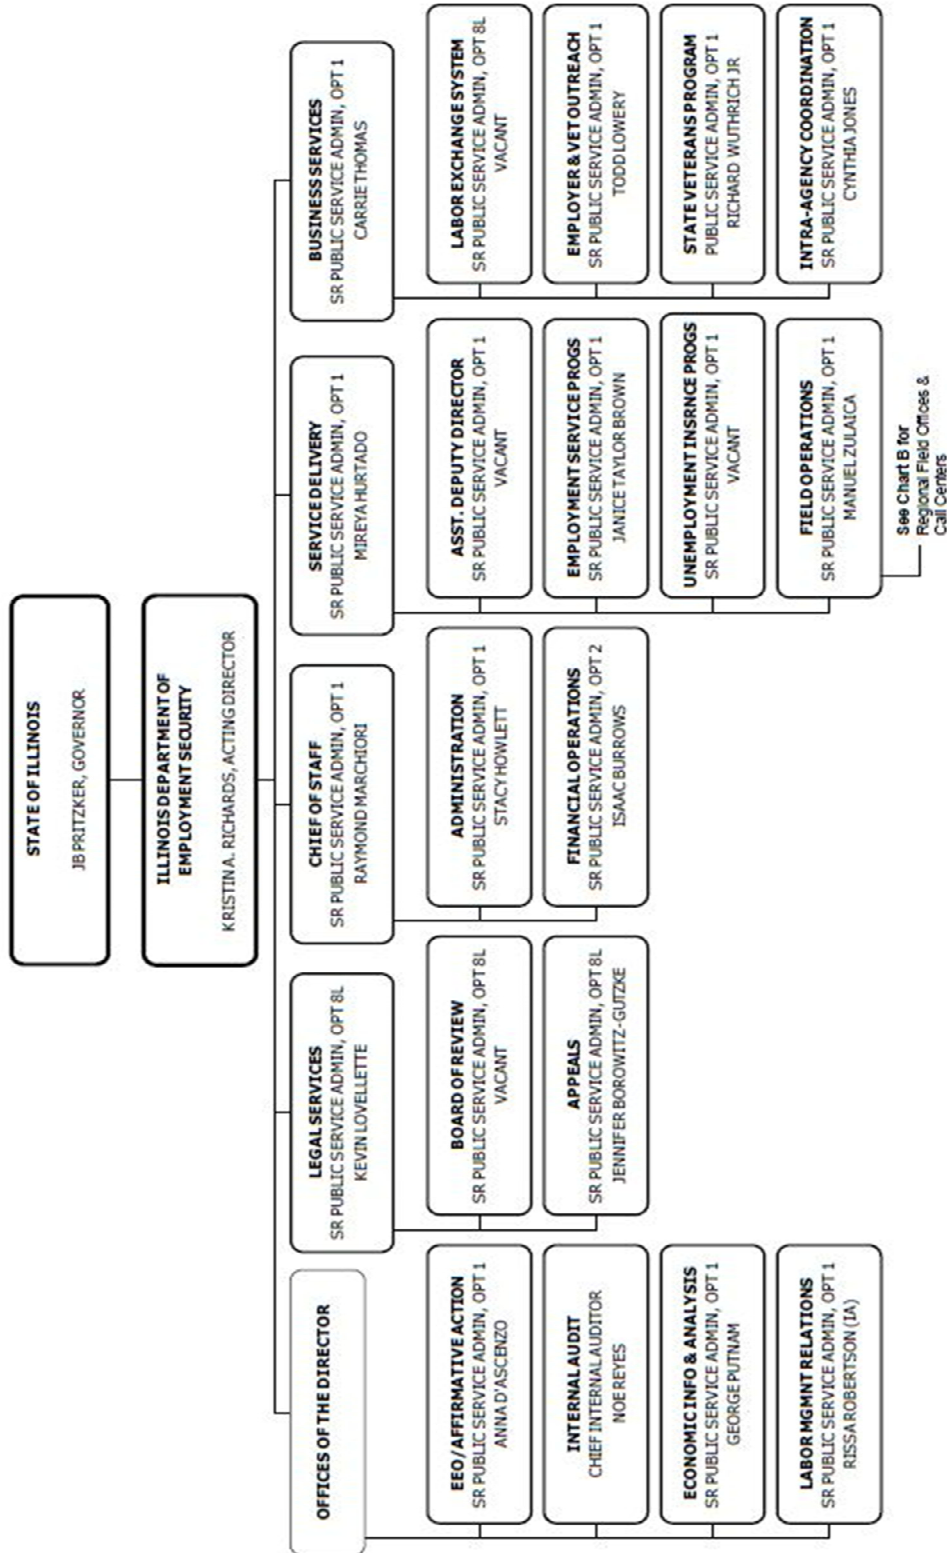 STATE OF ILLINOIS
JB PRITZKER, GOVERNOR
ILLINOIS DEPARTMENT OF
EMPLOYMENT SECURITY
KRISTIN A. RICHARDS, ACTING DIRECTOR
OFFICES OF THE DIRECTOR
EEO / AFFIRMATIVE ACTION
SR PUBLIC SERVICE ADMIN, OPT 1
ANNA D'ASCENZO
INTERNAL AUDIT
CHIEF INTERNAL AUDITOR
NOE REYES
ECONOMIC INFO & ANALYSIS
SR PUBLIC SERVICE ADMIN, OPT 1
GEORGE PUTNAM
LABOR MGMNT RELATIONS
SR PUBLIC SERVICE ADMIN, OPT 1
RISSA ROBERTSON (IA)
LEGAL SERVICES
SR PUBLIC SERVICE ADMIN, OPT 8L
KEVIN LOVELLETTE
BOARD OF REVIEW
SR PUBLIC SERVICE ADMIN, OPT 8L
VACANT
APPEALS
SR PUBLIC SERVICE ADMIN, OPT 8L
JENNIFER BOROWITZ-GUTZKE
CHIEF OF STAFF
SR PUBLIC SERVICE ADMIN, OPT 1
RAYMOND MARCHIORI
ADMINISTRATION
SR PUBLIC SERVICE ADMIN, OPT 1
STACY HOWLETT
FINANCIAL OPERATIONS
SR PUBLIC SERVICE ADMIN, OPT 2
ISAAC BURROWS
SERVICE DELIVERY
SR PUBLIC SERVICE ADMIN, OPT 1
MIREYA HURTADO
ASST. DEPUTY DIRECTOR
SR PUBLIC SERVICE ADMIN, OPT 1
VACANT
EMPLOYMENT SERVICE PROGS
SR PUBLIC SERVICE ADMIN, OPT 1
JANICE TAYLOR BROWN
UNEMPLOYMENT INSRNCE PROGS
SR PUBLIC SERVICE ADMIN, OPT 1
VACANT
FIELD OPERATIONS
SR PUBLIC SERVICE ADMIN, OPT 1
MANUEL ZULAICA
See Chart B for
Regional Field Offices &
Call Centers
BUSINESS SERVICES
SR PUBLIC SERVICE ADMIN, OPT 1
CARRIE THOMAS
LABOR EXCHANGE SYSTEM
SR PUBLIC SERVICE ADMIN, OPT 8L
VACANT
EMPLOYER & VET OUTREACH
SR PUBLIC SERVICE ADMIN, OPT 1
TODD LOWERY
STATE VETERANS PROGRAM
PUBLIC SERVICE ADMIN, OPT 1
RICHARD WUTHRICH JR
INTRA-AGENCY COORDINATION
SR PUBLIC SERVICE ADMIN, OPT 1
CYNTHIA JONES